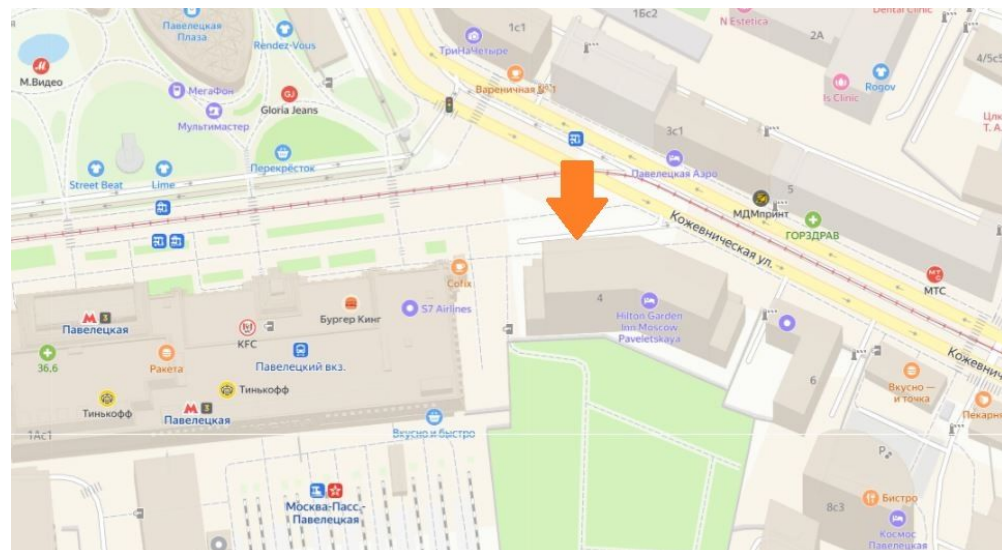 Павелецкая
Плаза
Rendez-Vous
1с1
1Бс2
N Estetica
Dental Clinic
2А
4/5с5
ТриНаЧетыре
М.Видео
МегаФон
Gloria Jeans
Мультимастер
Вареничная №1
Is Clinic
Rogov
3с1
Street Beat
Lime
Перекрёсток
Павелецкая Аэро
5
МДМпринт
ГОРЗДРАВ
Кожевническая ул.
МТС
Cofix
4
S7 Airlines
Бургер Кинг
Hilton Garden
Inn Moscow
Paveletskaya
М 3
Павелецкая
KFC
36,6
Ракета
Павелецкий вкз.
Тинькофф
Тинькофф
М 3
Павелецкая
6
Вкусно —
и точка
1Ас1
Вкусно и быстро
P
Москва-Пасс.-
Павелецкая
8с3
Бистро
Космос
Павелецкая